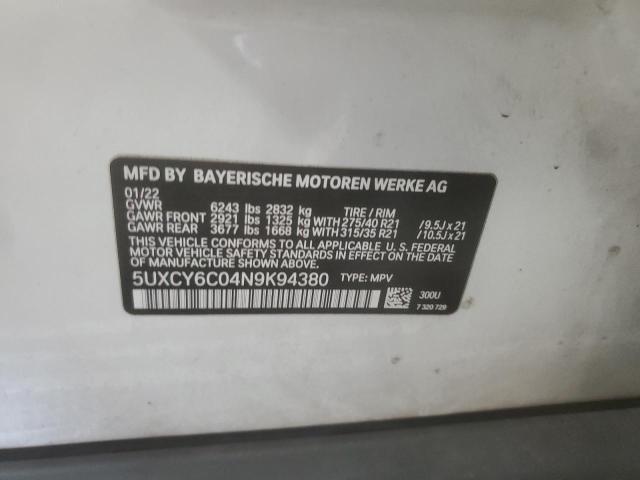 MFD BY BAYERISCHE MOTOREN WERKE AG
01/22
GVWR 6243 lbs 2832 kg TIRE / RIM
GAWR FRONT 2921 lbs 1325 kg WITH 275/40 R21 / 9.5J x 21
GAWR REAR 3677 lbs 1668 kg WITH 315/35 R21 / 10.5J x 21
THIS VEHICLE CONFORMS TO ALL APPLICABLE U. S. FEDERAL
MOTOR VEHICLE SAFETY STANDARDS IN EFFECT ON THE DATE OF
MANUFACTURE SHOWN ABOVE.
5UXCY6C04N9K94380 TYPE: MPV
300U
7 320 729